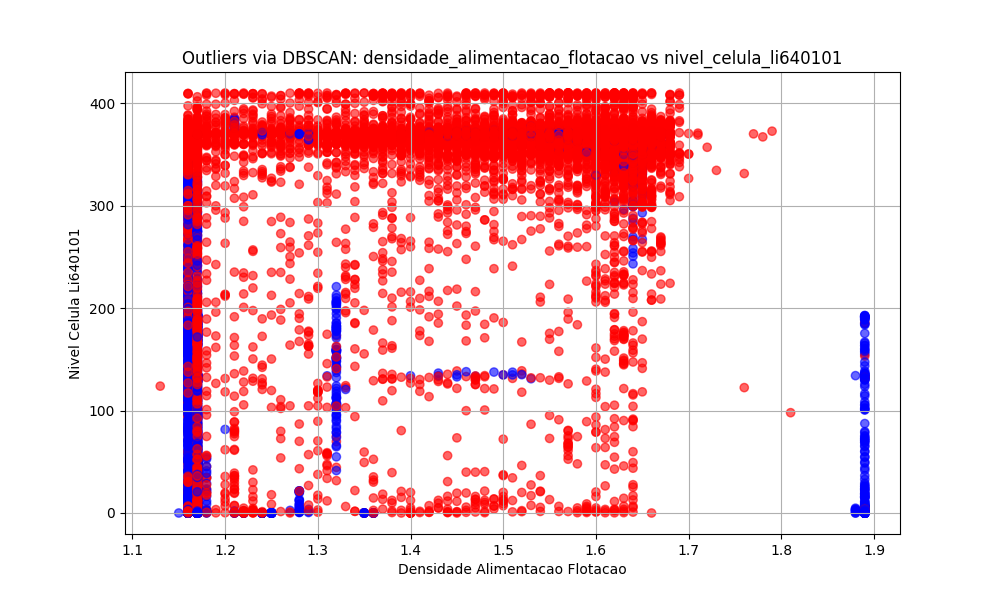 Outliers via DBSCAN: densidade_alimentacao_flotacao vs nivel_celula_li640101
400
300
200
100
0
Nivel Celula Li640101
1.1 1.2 1.3 1.4 1.5 1.6 1.7 1.8 1.9
Densidade Alimentacao Flotacao